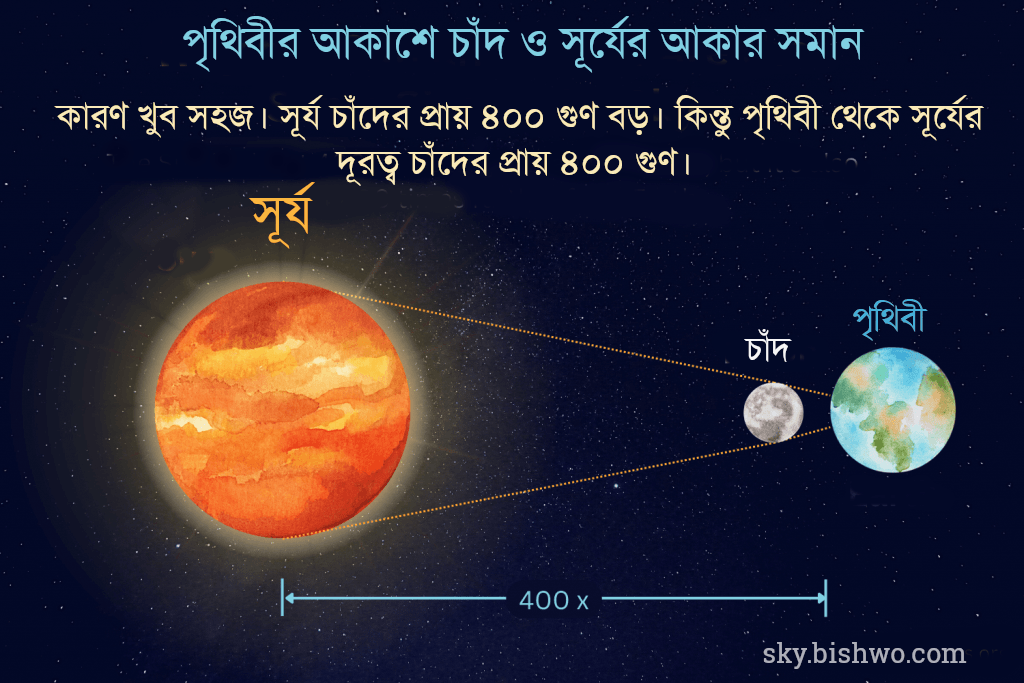 পৃথিবীর আকাশে চাঁদ ও সূর্যের আকার সমান
কারণ খুব সহজ। সূর্য চাঁদের প্রায় ৪০০ গুণ বড়। কিন্তু পৃথিবী থেকে সূর্যের
দূরত্ব চাঁদের প্রায় ৪০০ গুণ।
সূর্য
পৃথিবী
চাঁদ
400 x
sky.bishwo.com